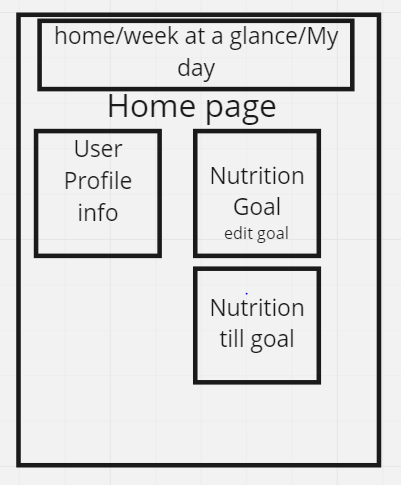 home/week at a glance/My
day
Home page
User
Profile
info
Nutrition
Goal
edit goal
Nutrition
till goal